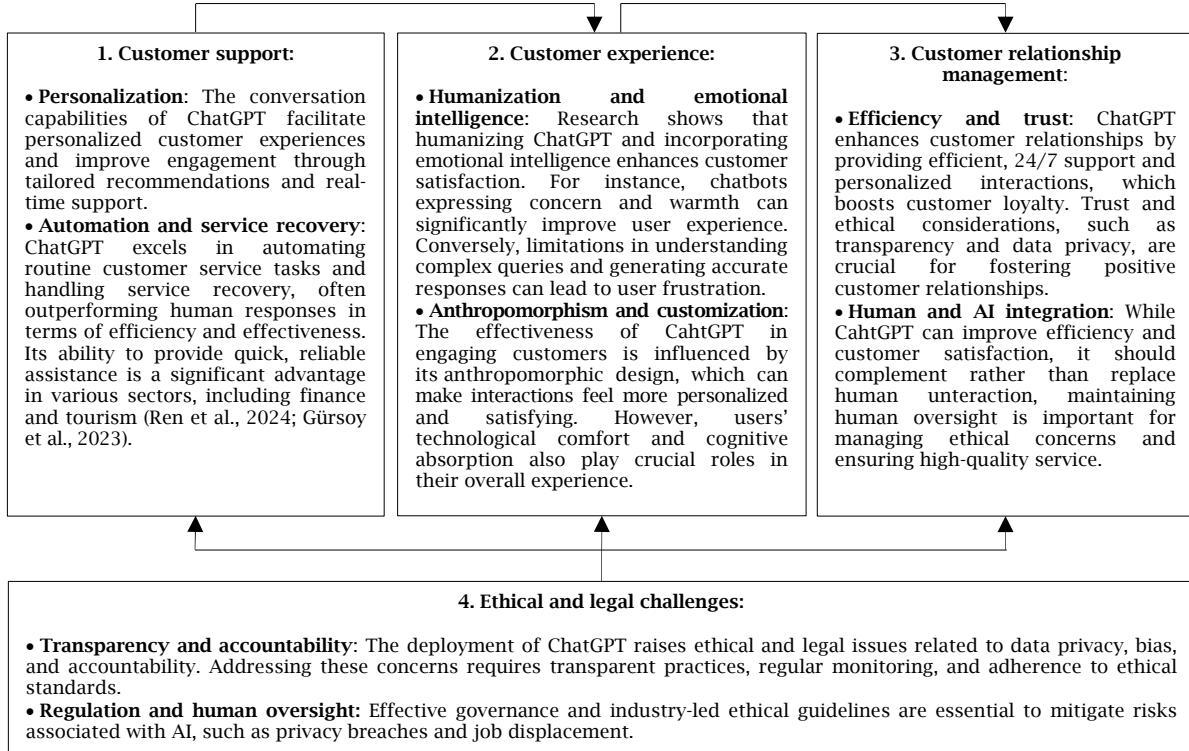 1. Customer support:
• Personalization: The conversation
capabilities of ChatGPT facilitate
personalized customer experiences
and improve engagement through
tailored recommendations and real-
time support.
• Automation and service recovery:
ChatGPT excels in automating
routine customer service tasks and
handling service recovery, often
outperforming human responses in
terms of efficiency and effectiveness.
Its ability to provide quick, reliable
assistance is a significant advantage
in various sectors, including finance
and tourism (Ren et al., 2024; Gürsoy
et al., 2023).
2. Customer experience:
• Humanization and emotional
intelligence: Research shows that
humanizing ChatGPT and incorporating
emotional intelligence enhances customer
satisfaction. For instance, chatbots
expressing concern and warmth can
significantly improve user experience.
Conversely, limitations in understanding
complex queries and generating accurate
responses can lead to user frustration.
• Anthropomorphism and customization:
The effectiveness of CahtGPT in
engaging customers is influenced by
its anthropomorphic design, which can
make interactions feel more personalized
and satisfying. However, users'
technological comfort and cognitive
absorption also play crucial roles in
their overall experience.
3. Customer relationship
management:
• Efficiency and trust: ChatGPT
enhances customer relationships by
providing efficient, 24/7 support and
personalized interactions, which
boosts customer loyalty. Trust and
ethical considerations, such as
transparency and data privacy, are
crucial for fostering positive
customer relationships.
• Human and AI integration: While
CahtGPT can improve efficiency and
customer satisfaction, it should
complement rather than replace
human unteraction, maintaining
human oversight is important for
managing ethical concerns and
ensuring high-quality service.
4. Ethical and legal challenges:
• Transparency and accountability: The deployment of ChatGPT raises ethical and legal issues related to data privacy, bias,
and accountability. Addressing these concerns requires transparent practices, regular monitoring, and adherence to ethical
standards.
• Regulation and human oversight: Effective governance and industry-led ethical guidelines are essential to mitigate risks
associated with AI, such as privacy breaches and job displacement.